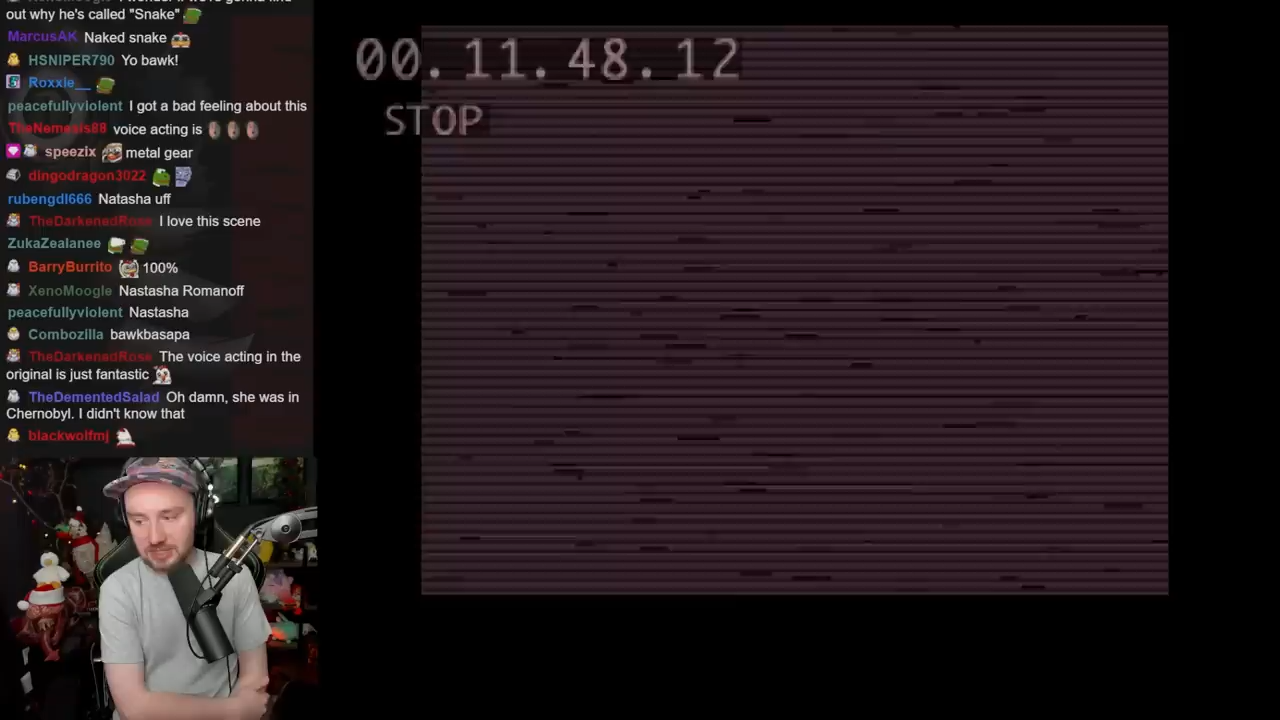 out why he's called "Snake"
MarcusAK Naked snake
HSNIPER790 Yo bawk!
Roxxie__
peacefullyviolent I got a bad feeling about this
TheNemesis88 voice acting is
speezix metal gear
dingodragon3022
rubengdl666 Natasha uff
TheDarkenedRose I love this scene
ZukaZealanee
BarryBurrito 100%
XenoMoogle Nastasha Romanoff
peacefullyviolent Nastasha
Combozilla bawkbasapa
TheDarkenedRose The voice acting in the
original is just fantastic
TheDementedSalad Oh damn, she was in
Chernobyl. I didn't know that
blackwolfmj
00.11.48.12
STOP